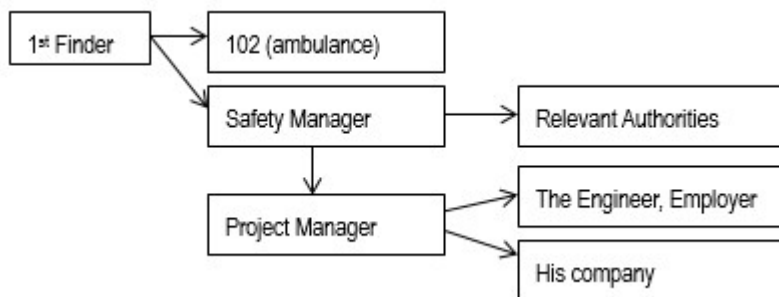 1st Finder
102 (ambulance)
Safety Manager
Relevant Authorities
Project Manager
The Engineer, Employer
His company